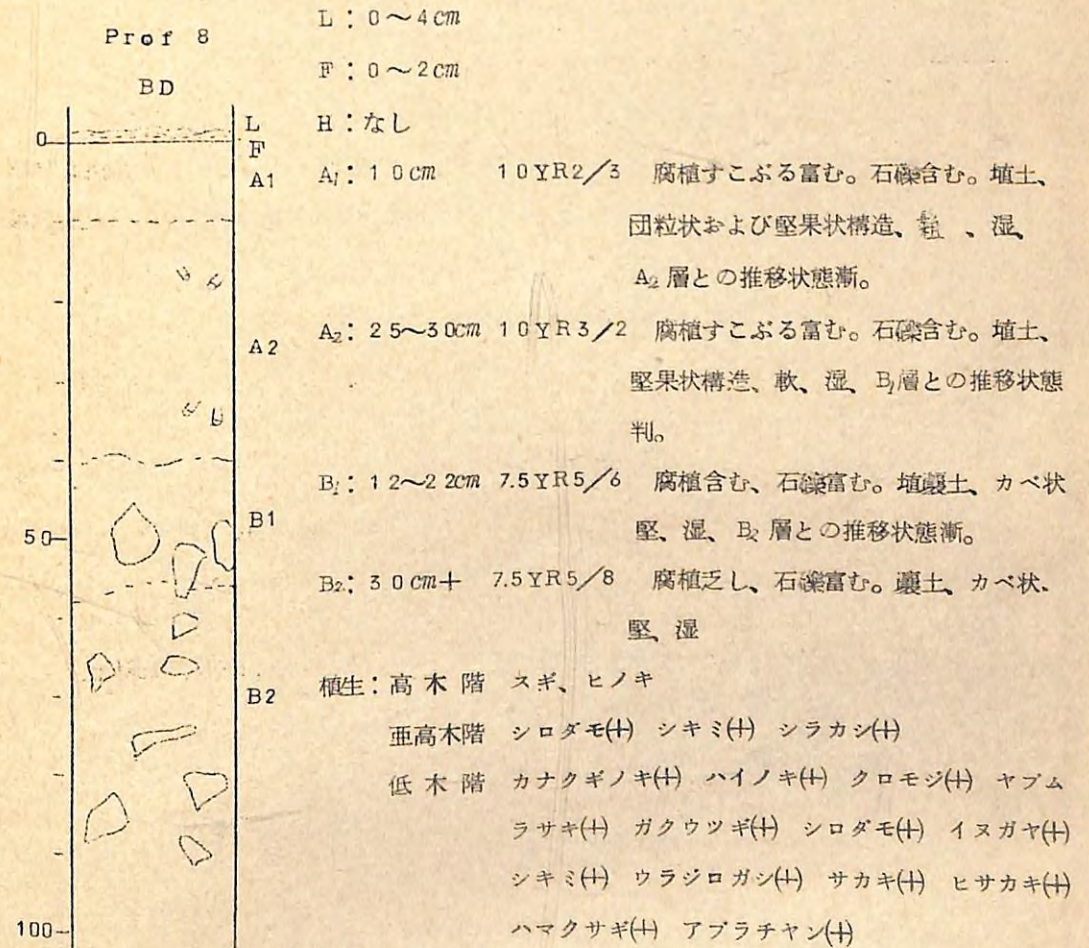 Prof 8
BD
0
50
100
L
F
A1
A2
B1
B2
L：0～4cm
F：0～2cm
H：なし
A₁：10cm 10YR2/3 腐植すこぶる富む。石礫含む。埴土、
団粒状および堅果状構造、粗、湿、
A₂層との推移状態漸。
A₂：25～30cm 10YR3/2 腐植すこぶる富む。石礫含む。埴土、
堅果状構造、軟、湿、B₁層との推移状態
判。
B₁：12～22cm 7.5YR5/6 腐植含む、石礫富む。埴壌土、カベ状
堅、湿、B₂層との推移状態漸。
B₂：30cm+ 7.5YR5/8 腐植乏し、石礫富む。壌土、カベ状.
堅、湿
植生：高木階 スギ、ヒノキ
亜高木階 シロダモ(+) シキミ(+) シラカシ(+)
低木階 カナクギノキ(+) ハイノキ(+) クロモジ(+) ヤブム
ラサキ(+) ガクウツギ(+) シロダモ(+) イヌガヤ(+)
シキミ(+) ウラジロガシ(+) サカキ(+) ヒサカキ(+)
ハマクサギ(+) アブラチヤン(+)